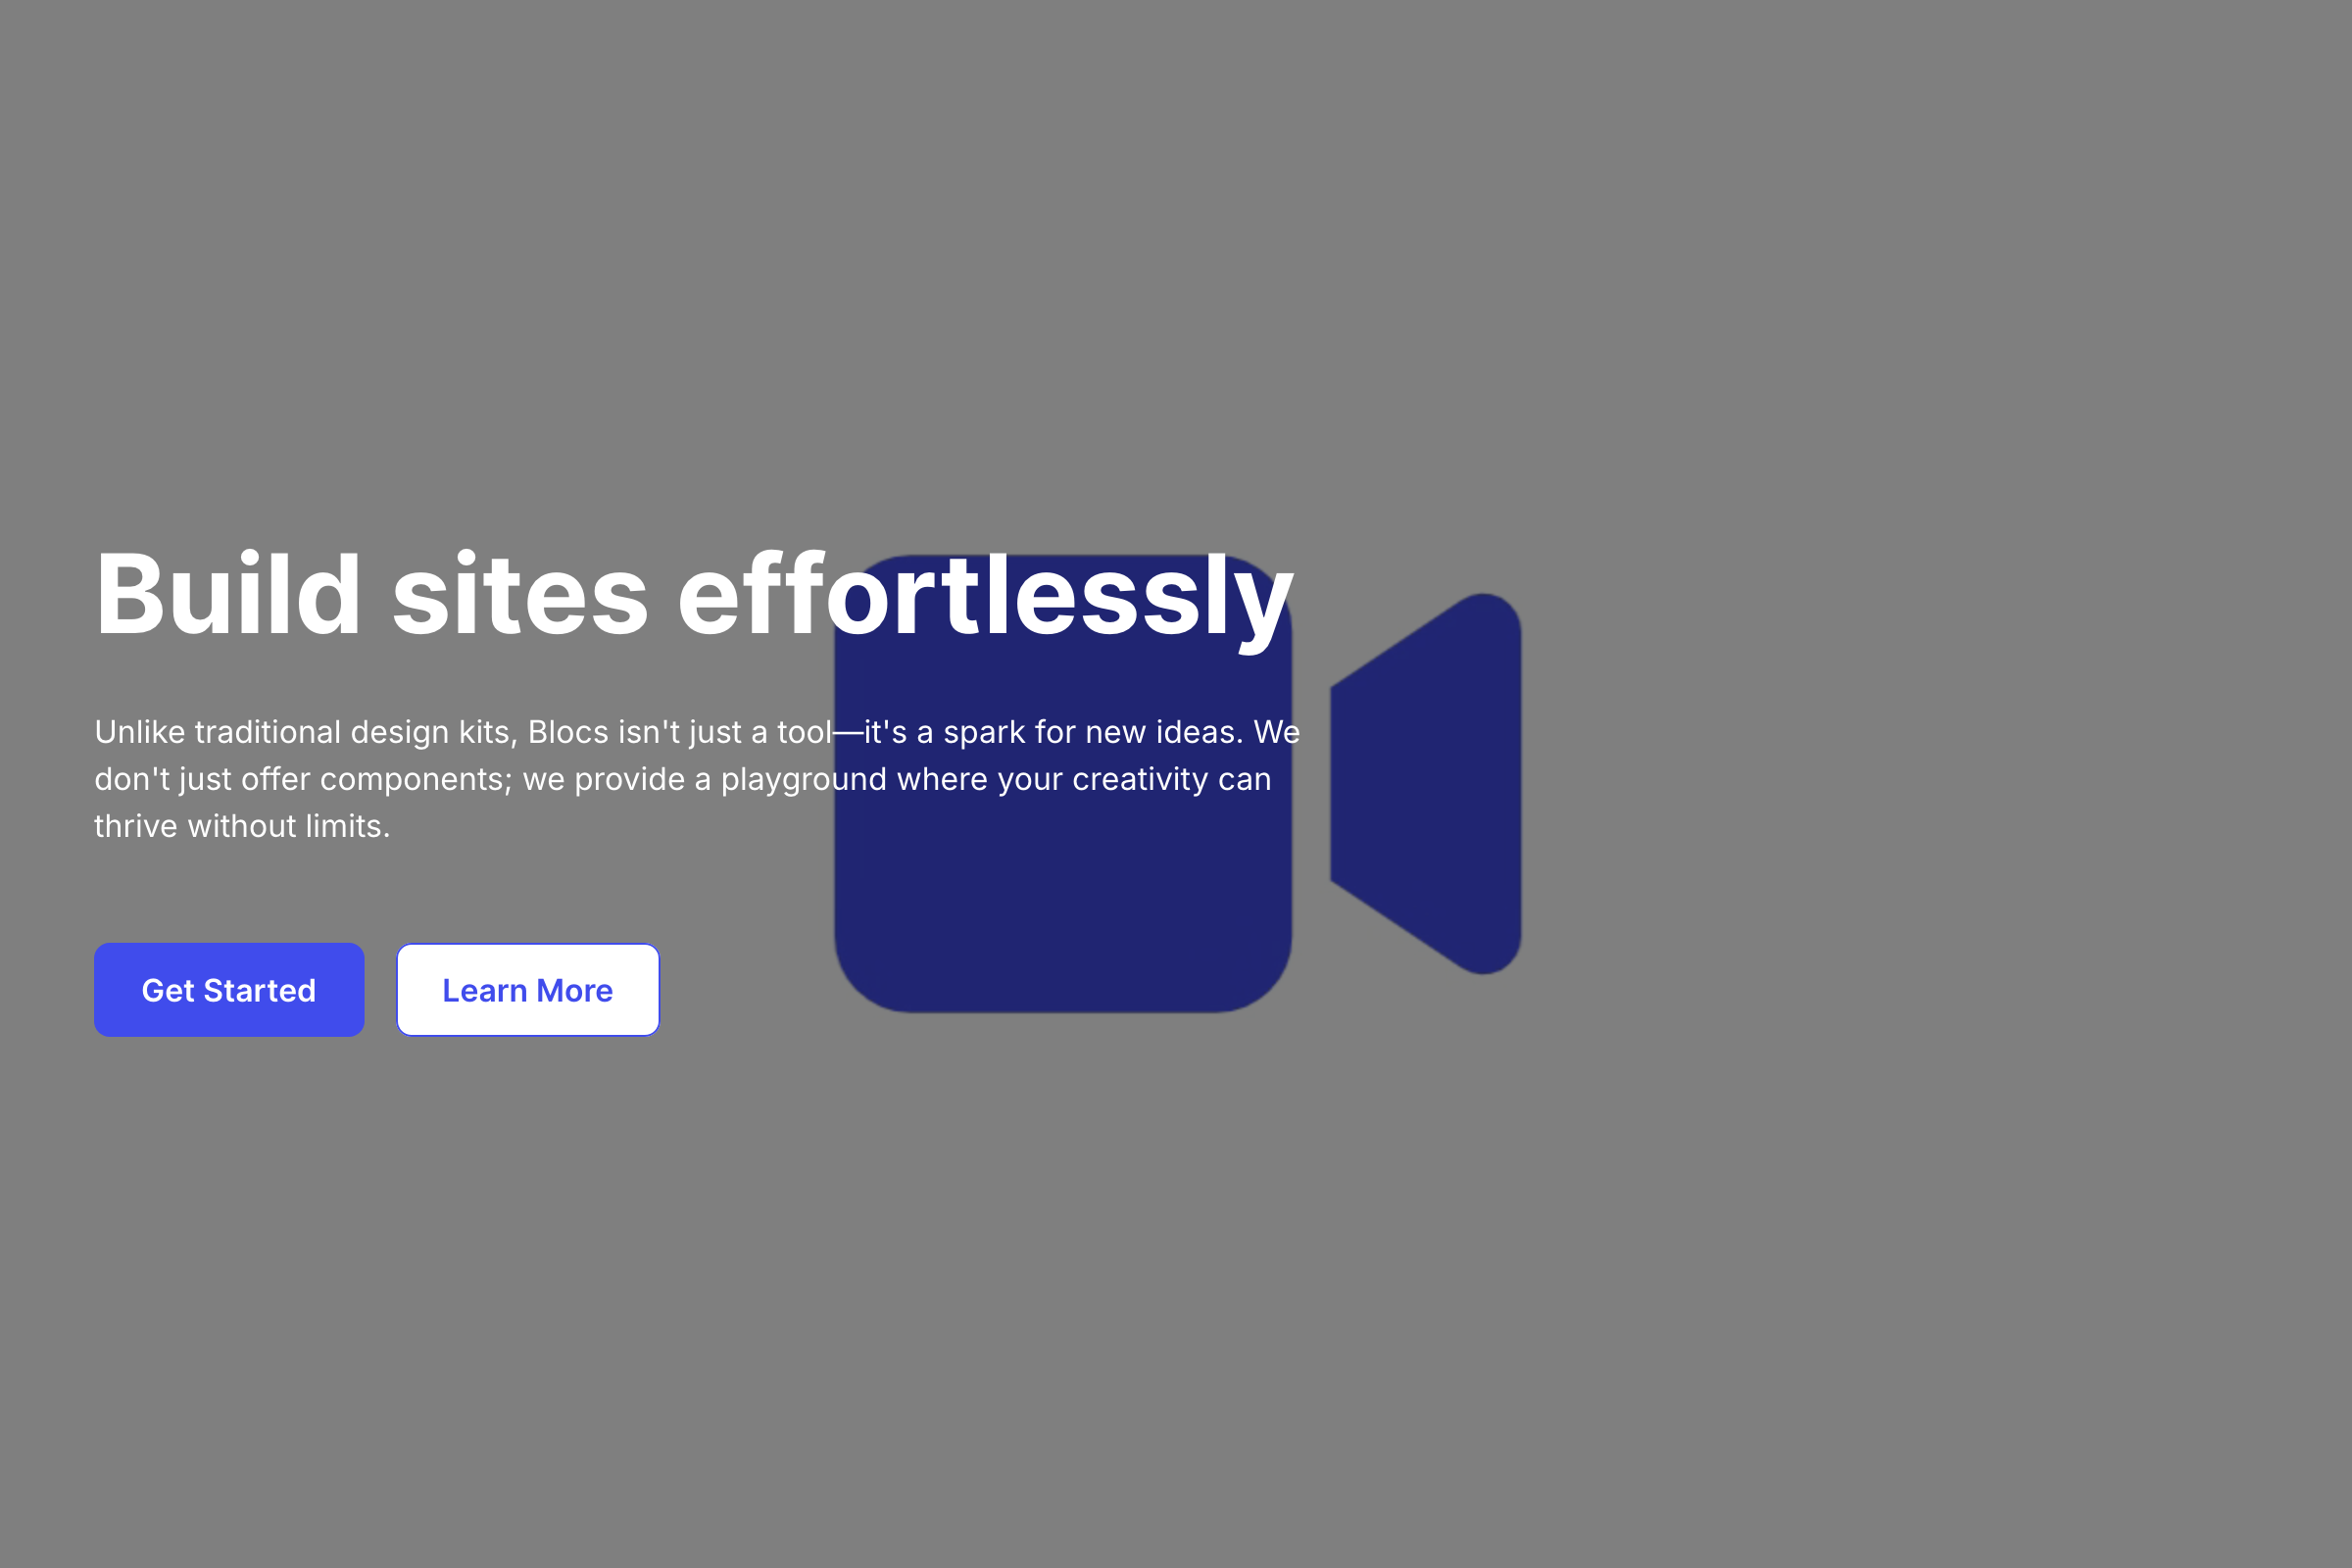 Build sites effortlessly
Unlike traditional design kits, Blocs isn't just a tool—it's a spark for new ideas. We
don't just offer components; we provide a playground where your creativity can
thrive without limits.
Get Started
Learn More